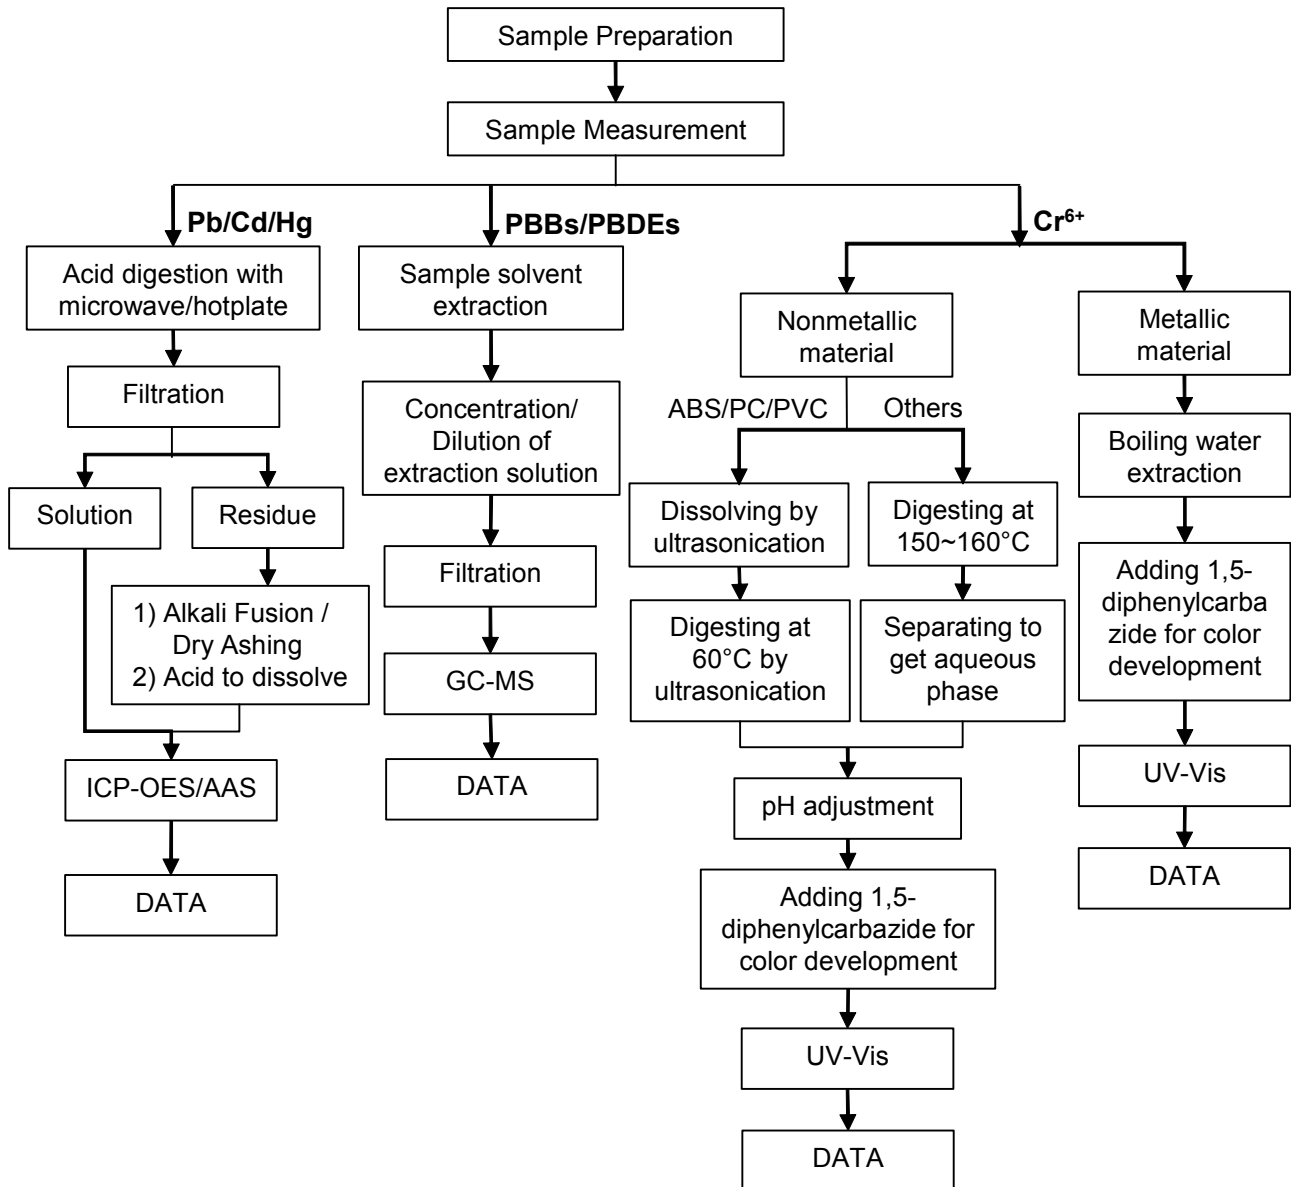 Sample Preparation
Sample Measurement
Pb/Cd/Hg
Acid digestion with
microwave/hotplate
Filtration
Solution
Residue
1) Alkali Fusion /
Dry Ashing
2) Acid to dissolve
ICP-OES/AAS
DATA
PBBs/PBDEs
Sample solvent
extraction
Concentration/
Dilution of
extraction solution
Filtration
GC-MS
DATA
Cr⁶⁺
Nonmetallic
material
ABS/PC/PVC
Dissolving by
ultrasonication
Digesting at
60°C by
ultrasonication
Others
Digesting at
150~160°C
Separating to
get aqueous
phase
pH adjustment
Adding 1,5-
diphenylcarbazide for
color development
UV-Vis
DATA
Metallic
material
Boiling water
extraction
Adding 1,5-
diphenylcarba
zide for color
development
UV-Vis
DATA